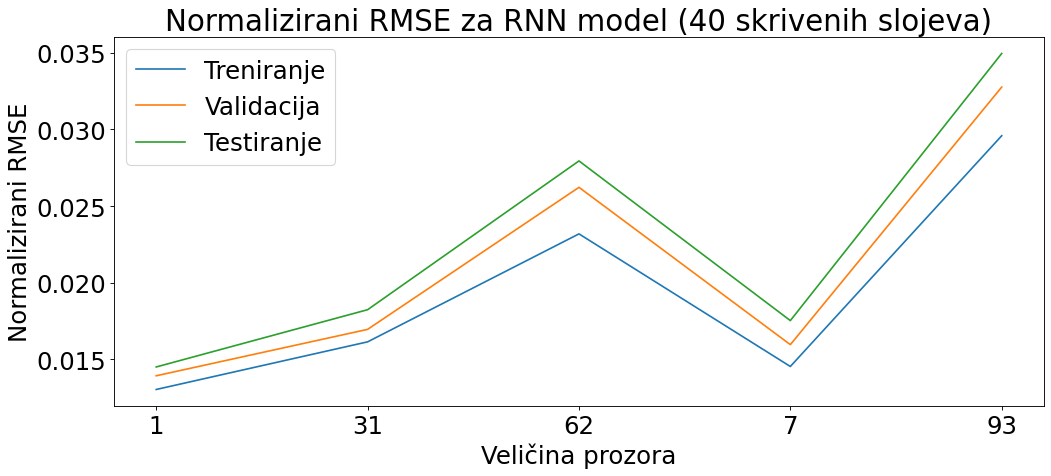 Normalizirani RMSE za RNN model (40 skrivenih slojeva)
Normalizirani RMSE
0.035
0.030
0.025
0.020
0.015
Treniranje
Validacija
Testiranje
1 31 62 7 93
Veličina prozora